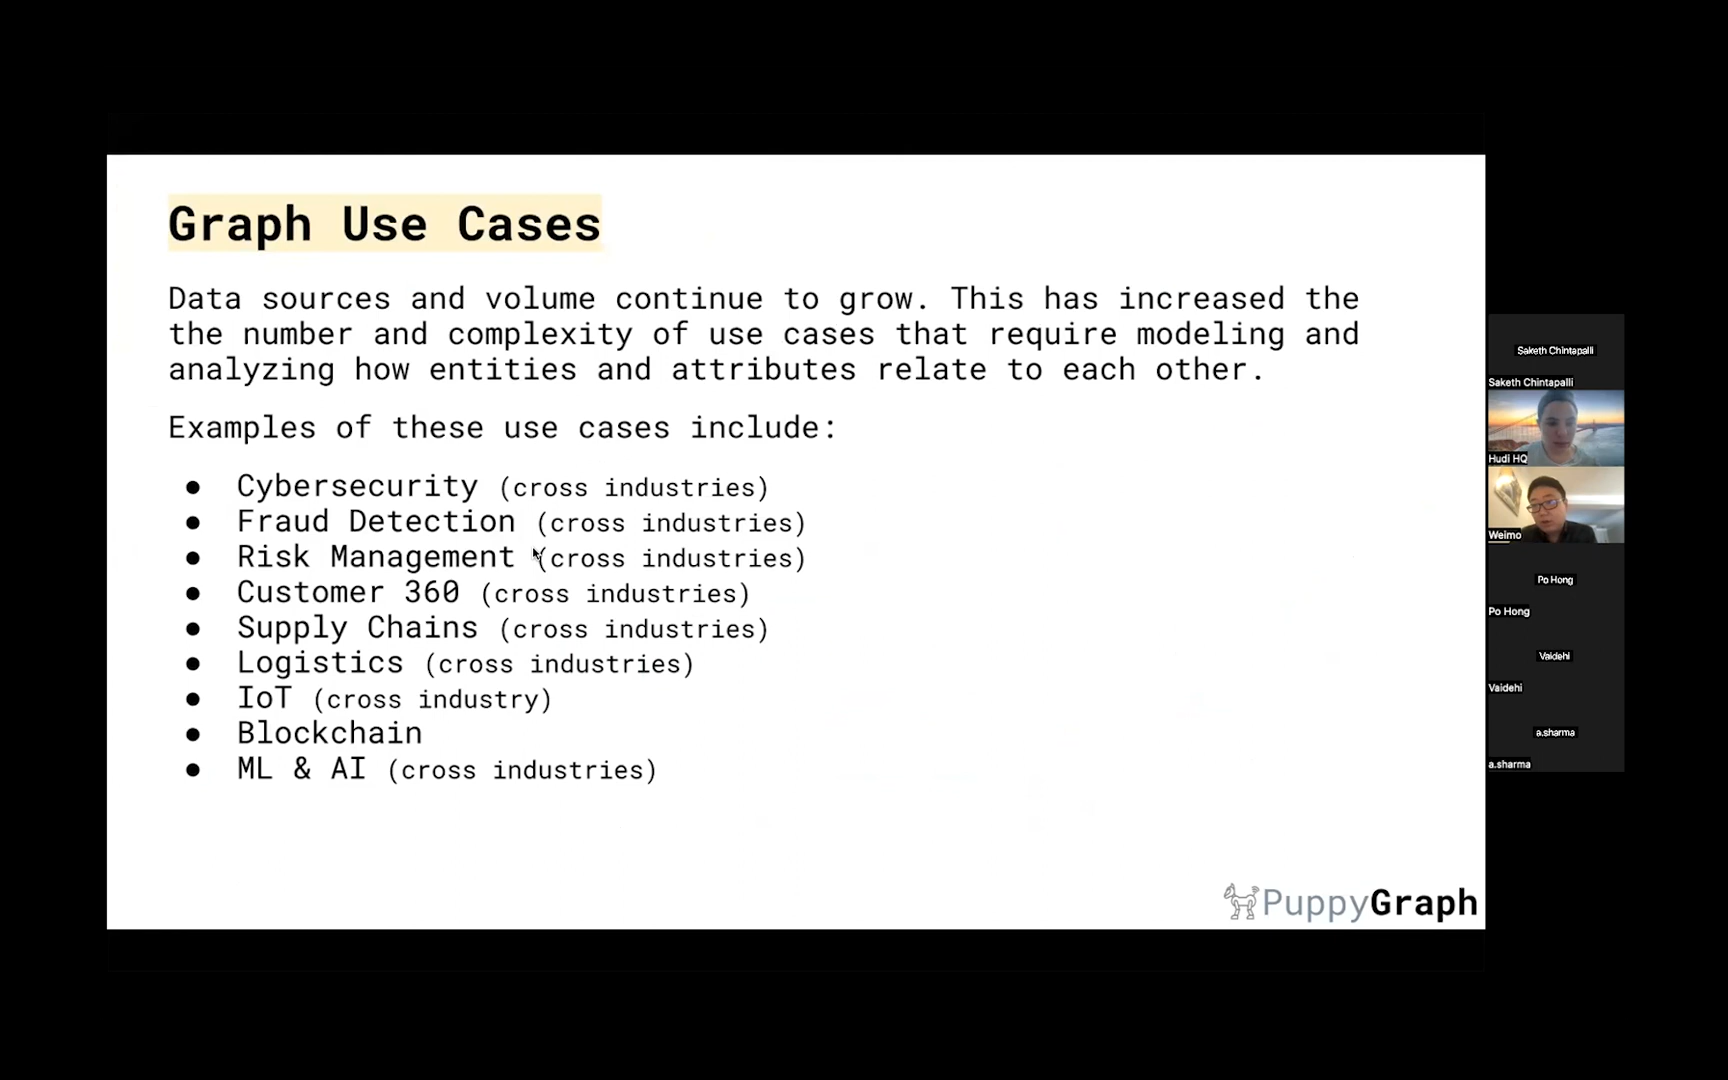 Graph Use Cases
Data sources and volume continue to grow. This has increased the
the number and complexity of use cases that require modeling and
analyzing how entities and attributes relate to each other.
Examples of these use cases include:
● Cybersecurity (cross industries)
● Fraud Detection (cross industries)
● Risk Management (cross industries)
● Customer 360 (cross industries)
● Supply Chains (cross industries)
● Logistics (cross industries)
● IoT (cross industry)
● Blockchain
● ML & AI (cross industries)
PuppyGraph
Saketh Chintapalli
Saketh Chintapalli
Hudi HQ
Weimo
Po Hong
Po Hong
Vaidehi
Vaidehi
a.sharma
a.sharma